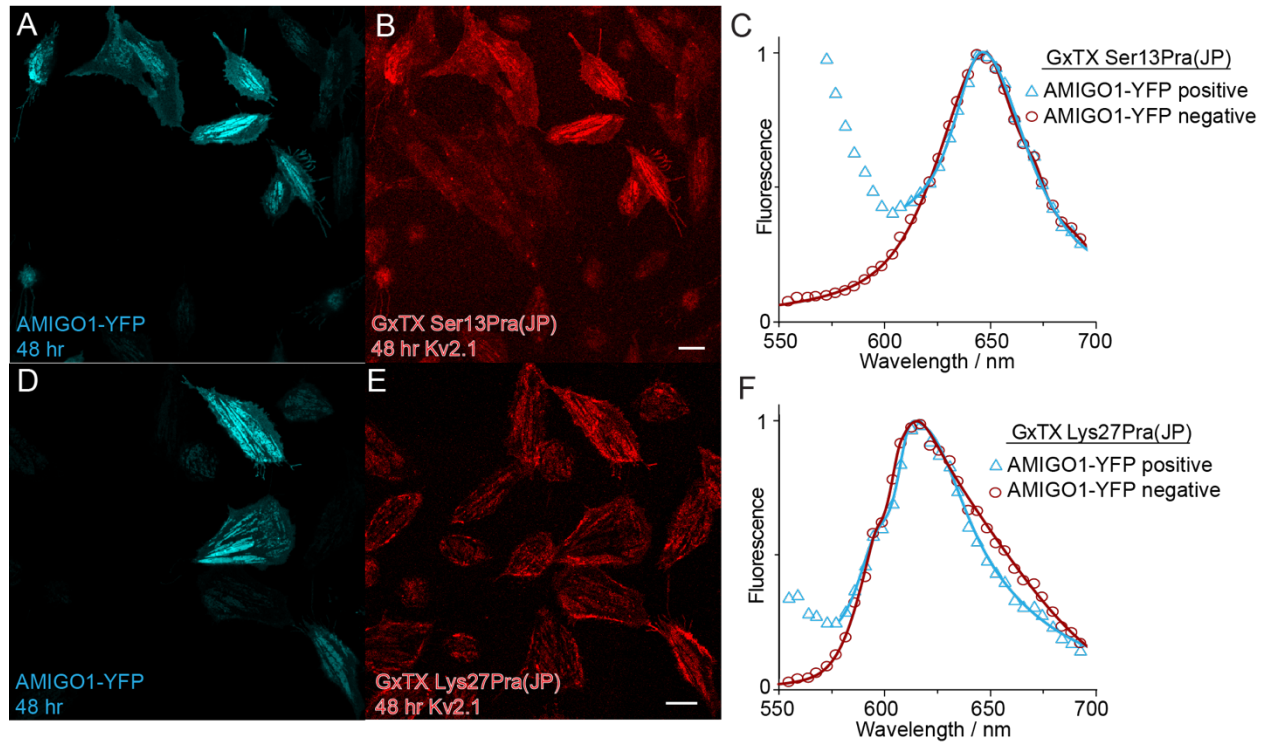 A
AMIGO1-YFP
48 hr
B
GxTX Ser13Pra(JP)
48 hr Kv2.1
C
GxTX Ser13Pra(JP)
AMIGO1-YFP positive
AMIGO1-YFP negative
Fluorescence
1
0
550 600 650 700
Wavelength / nm
D
AMIGO1-YFP
48 hr
E
GxTX Lys27Pra(JP)
48 hr Kv2.1
F
GxTX Lys27Pra(JP)
AMIGO1-YFP positive
AMIGO1-YFP negative
Fluorescence
1
0
550 600 650 700
Wavelength / nm